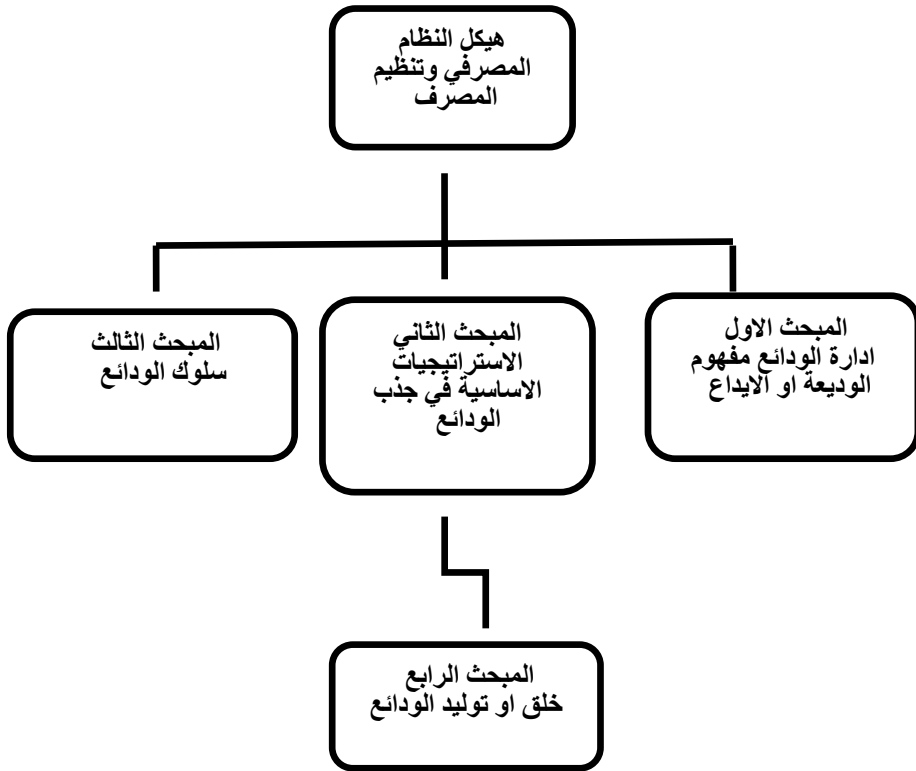 هيكل النظام
المصرفي وتنظيم
المصرف
المبحث الاول
ادارة الودائع مفهوم
الوديعة او الايداع
المبحث الثاني
الاستراتيجيات
الاساسية في جذب
الودائع
المبحث الثالث
سلوك الودائع
المبحث الرابع
خلق او توليد الودائع